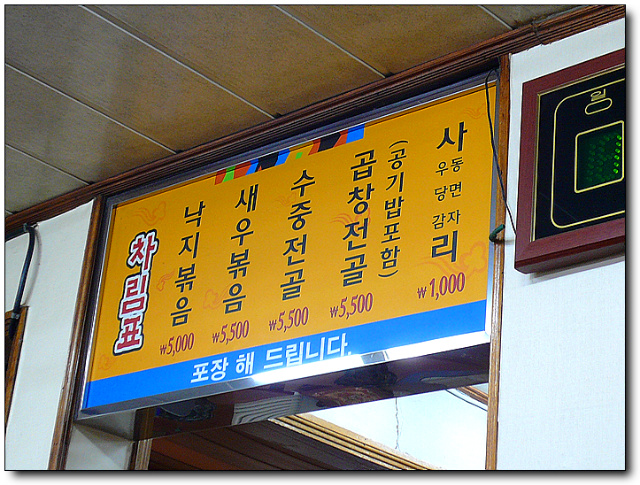 차림표
낙지볶음
₩5,000
새우볶음
₩5,500
수중전골
₩5,500
곱창전골
(공기밥포함)
₩5,500
사리
우동
당면
감자
₩1,000
포장 해 드립니다.
월